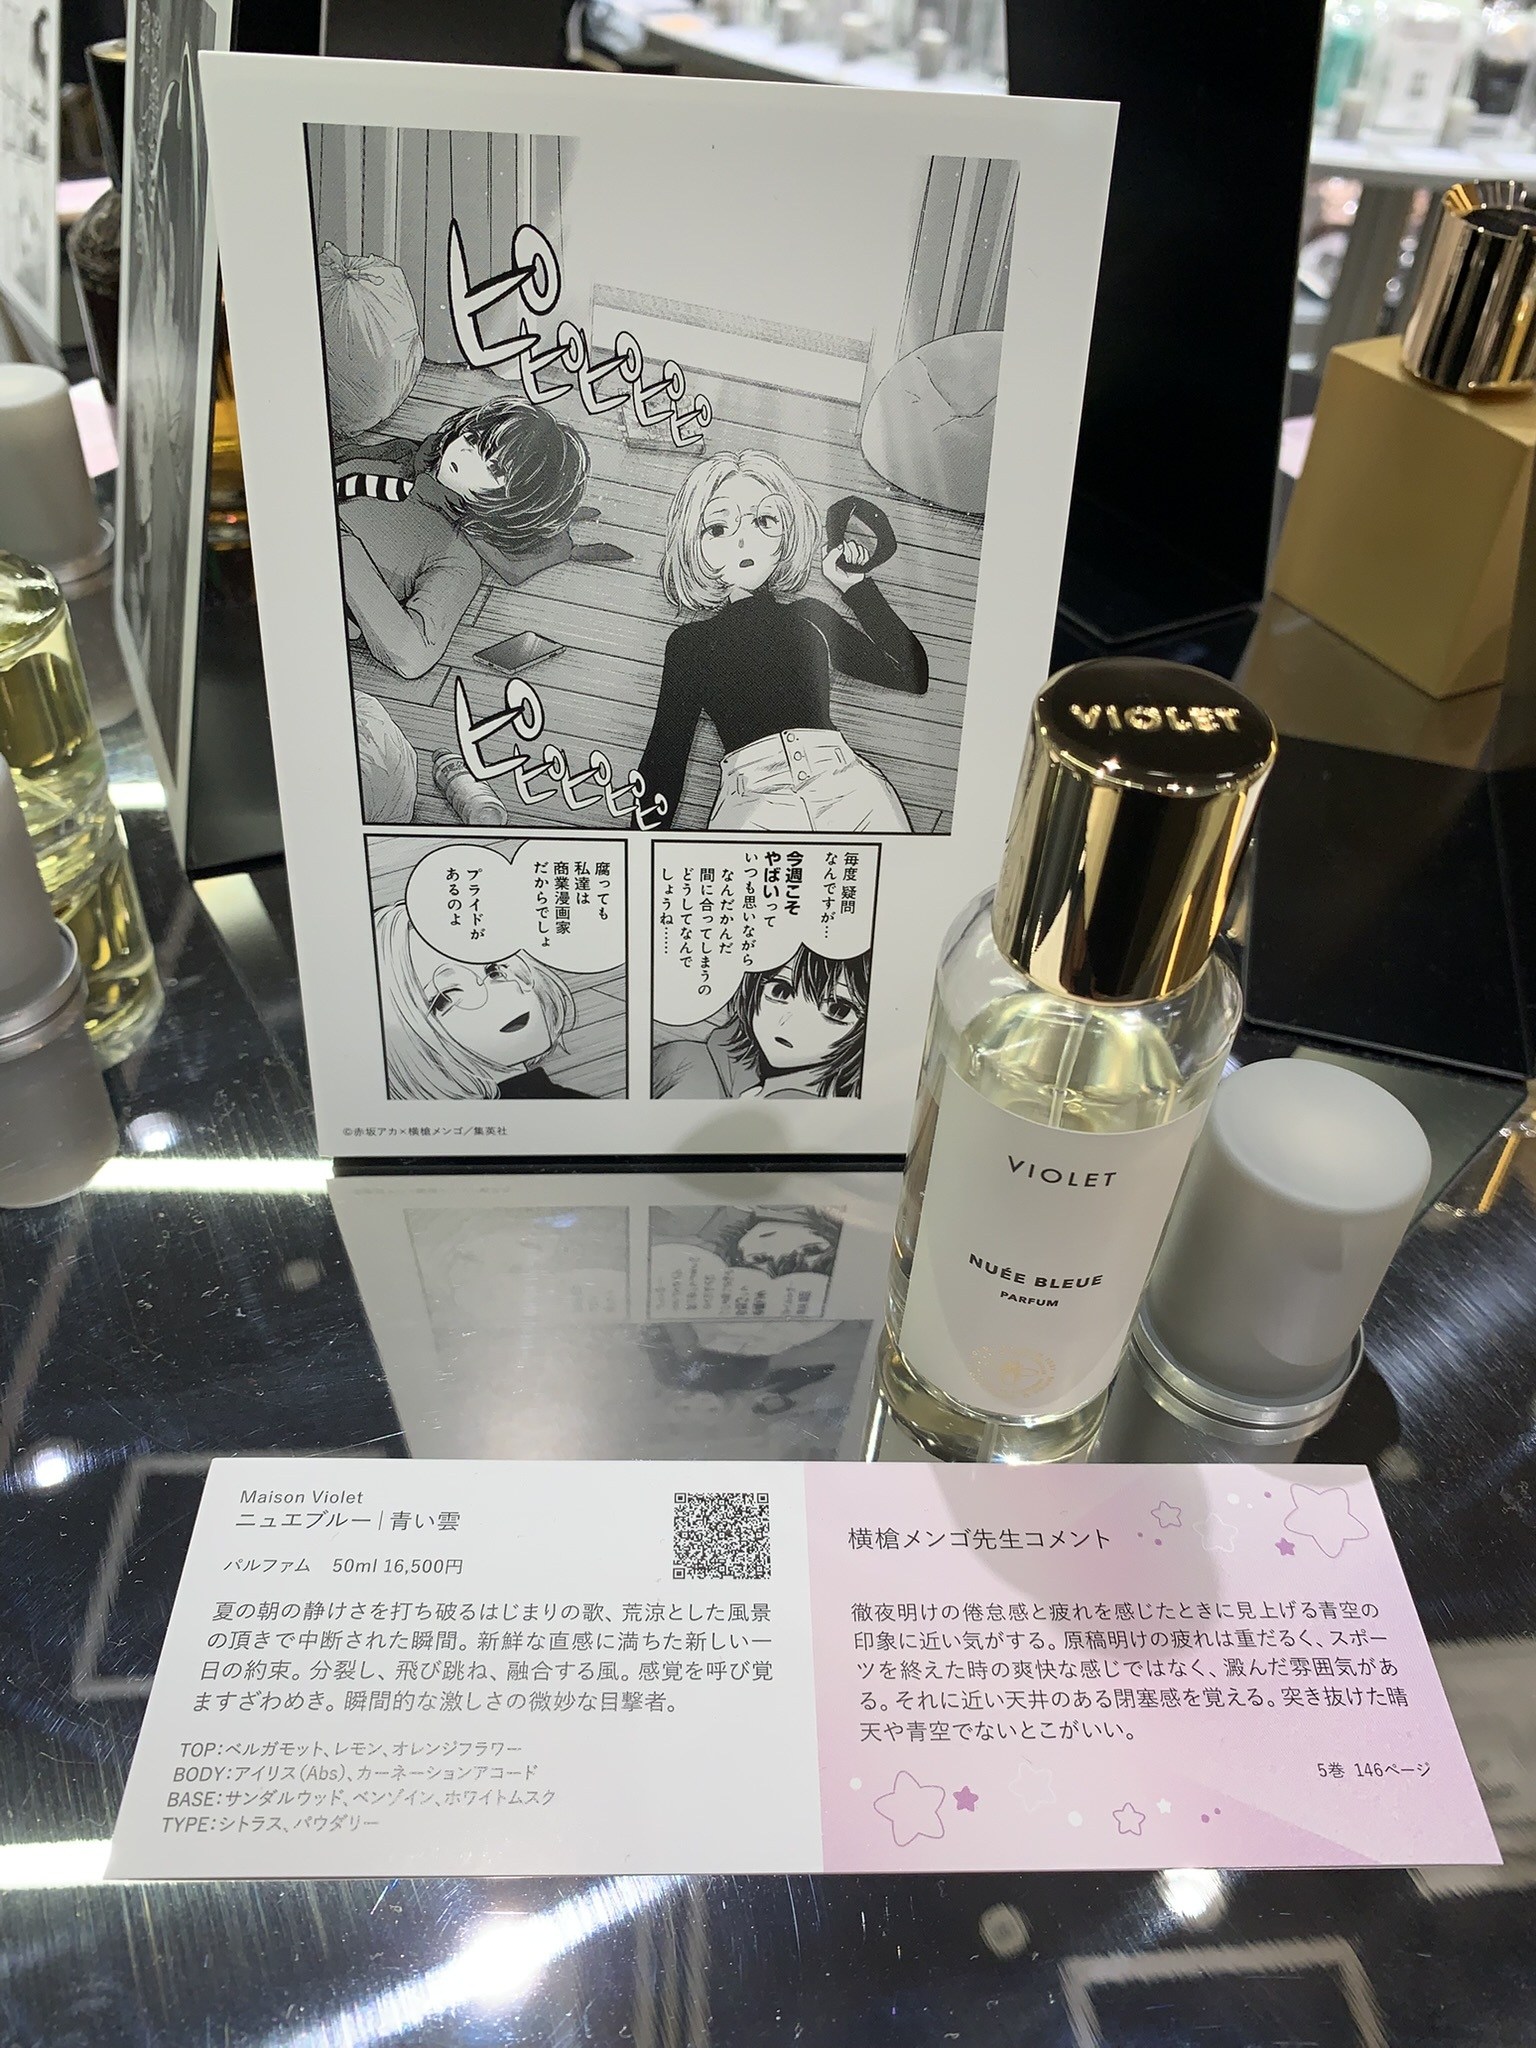 ピピピピピ
ピピピピピ
毎度疑問
なんですが…
今週こそ
やばいって
いつも思いながら
なんだかんだ
間に合ってしまうの
どうしてなんで
しょうね……
腐っても
私達は
商業漫画家
だからでしょ
プライドが
あるのよ
©赤坂アカ×横槍メンゴ／集英社
VIOLET
VIOLET
NUÉE BLEUE
PARFUM
Maison Violet
ニュエブルー | 青い雲
パルファム 50ml 16,500円
夏の朝の静けさを打ち破るはじまりの歌、荒涼とした風景
の頂きで中断された瞬間。新鮮な直感に満ちた新しい一
日の約束。分裂し、飛び跳ね、融合する風。感覚を呼び覚
ますざわめき。瞬間的な激しさの微妙な目撃者。
TOP：ベルガモット、レモン、オレンジフラワー
BODY：アイリス（Abs）、カーネーションアコード
BASE：サンダルウッド、ベンゾイン、ホワイトムスク
TYPE：シトラス、パウダリー
横槍メンゴ先生コメント
徹夜明けの倦怠感と疲れを感じたときに見上げる青空の
印象に近い気がする。原稿明けの疲れは重だるく、スポー
ツを終えた時の爽快な感じではなく、澱んだ雰囲気があ
る。それに近い天井のある閉塞感を覚える。突き抜けた晴
天や青空でないとこがいい。
5巻 146ページ